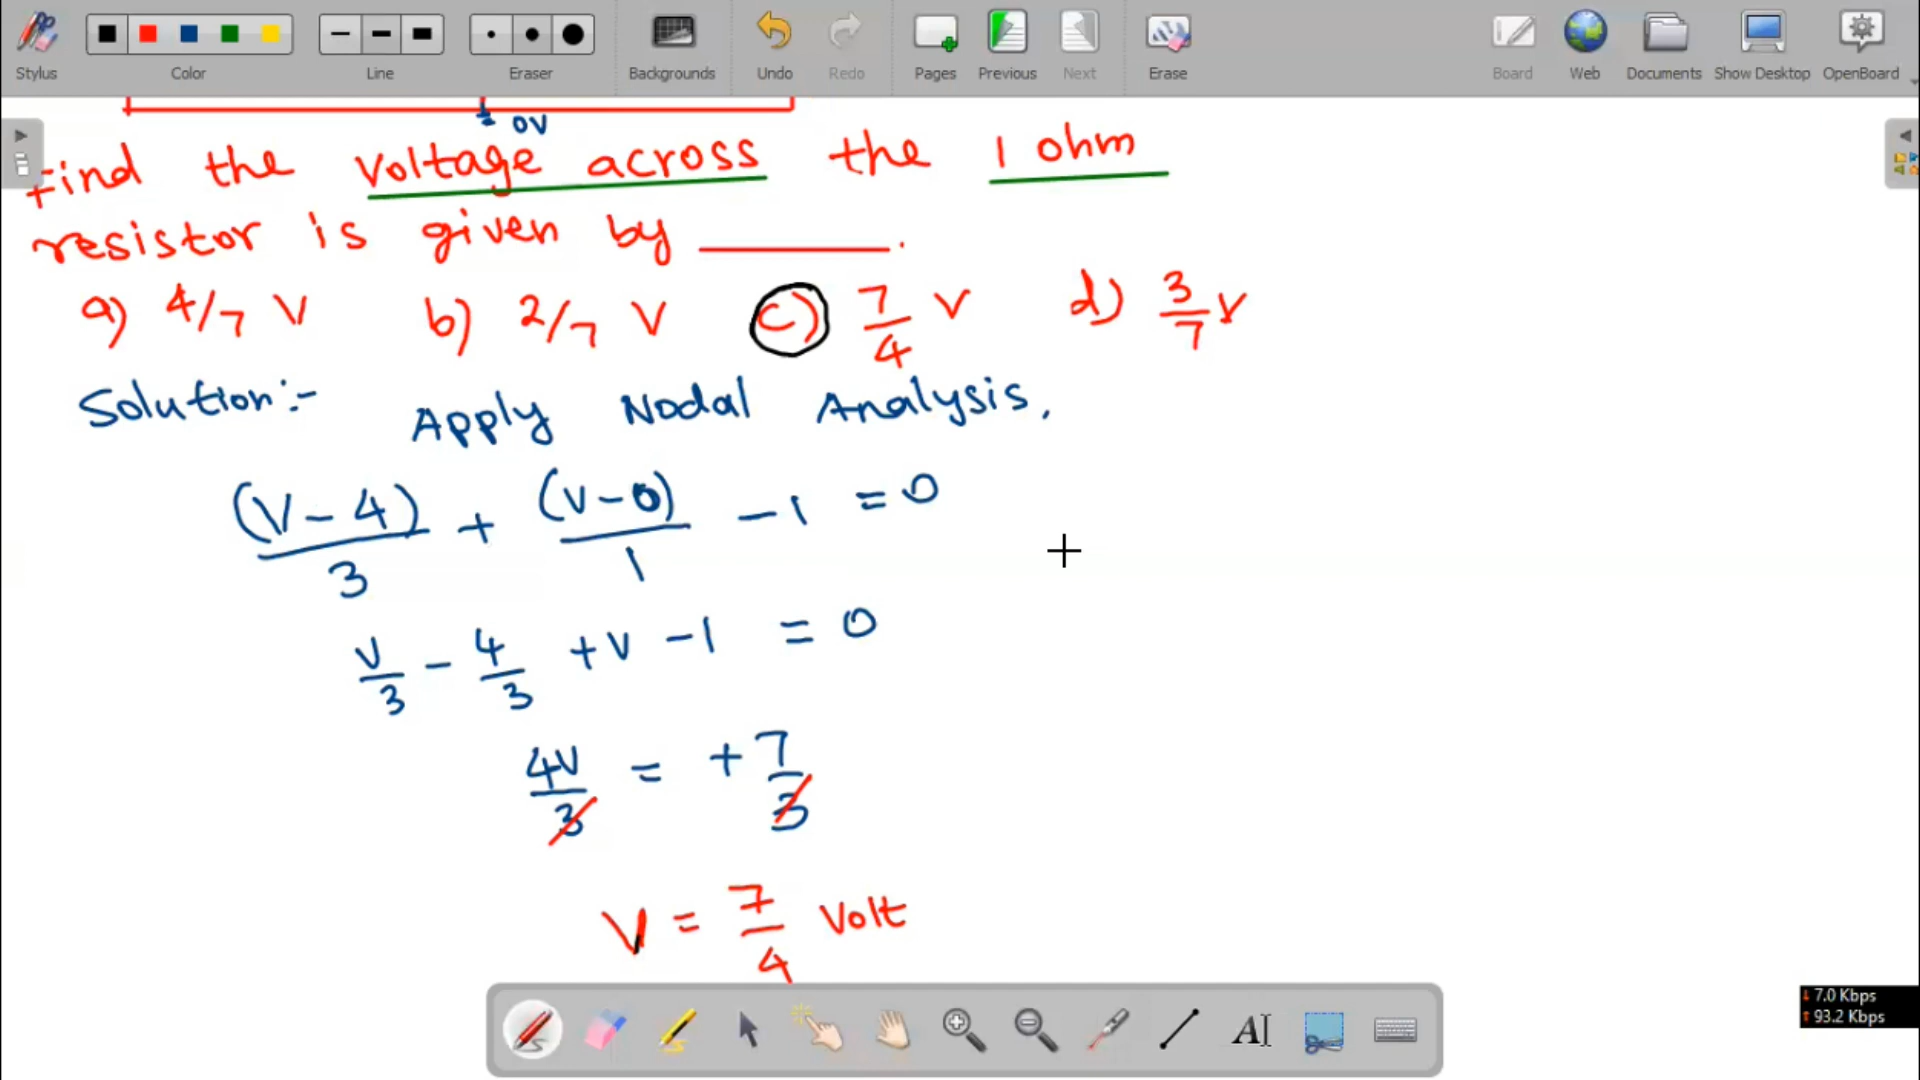 Stylus Color Line Eraser Backgrounds Undo Redo Pages Previous Next Erase Board Web Documents Show Desktop OpenBoard
0V
Find the voltage across the 1 ohm
resistor is given by ______.
a) 4/7 V b) 2/7 V c) 7/4 V d) 3/7 V
Solution:- Apply Nodal Analysis,
(V-4)/3 + (V-0)/1 - 1 = 0
V/3 - 4/3 + V - 1 = 0
4V/3 = + 7/3
V = 7/4 Volt
7.0 Kbps
93.2 Kbps